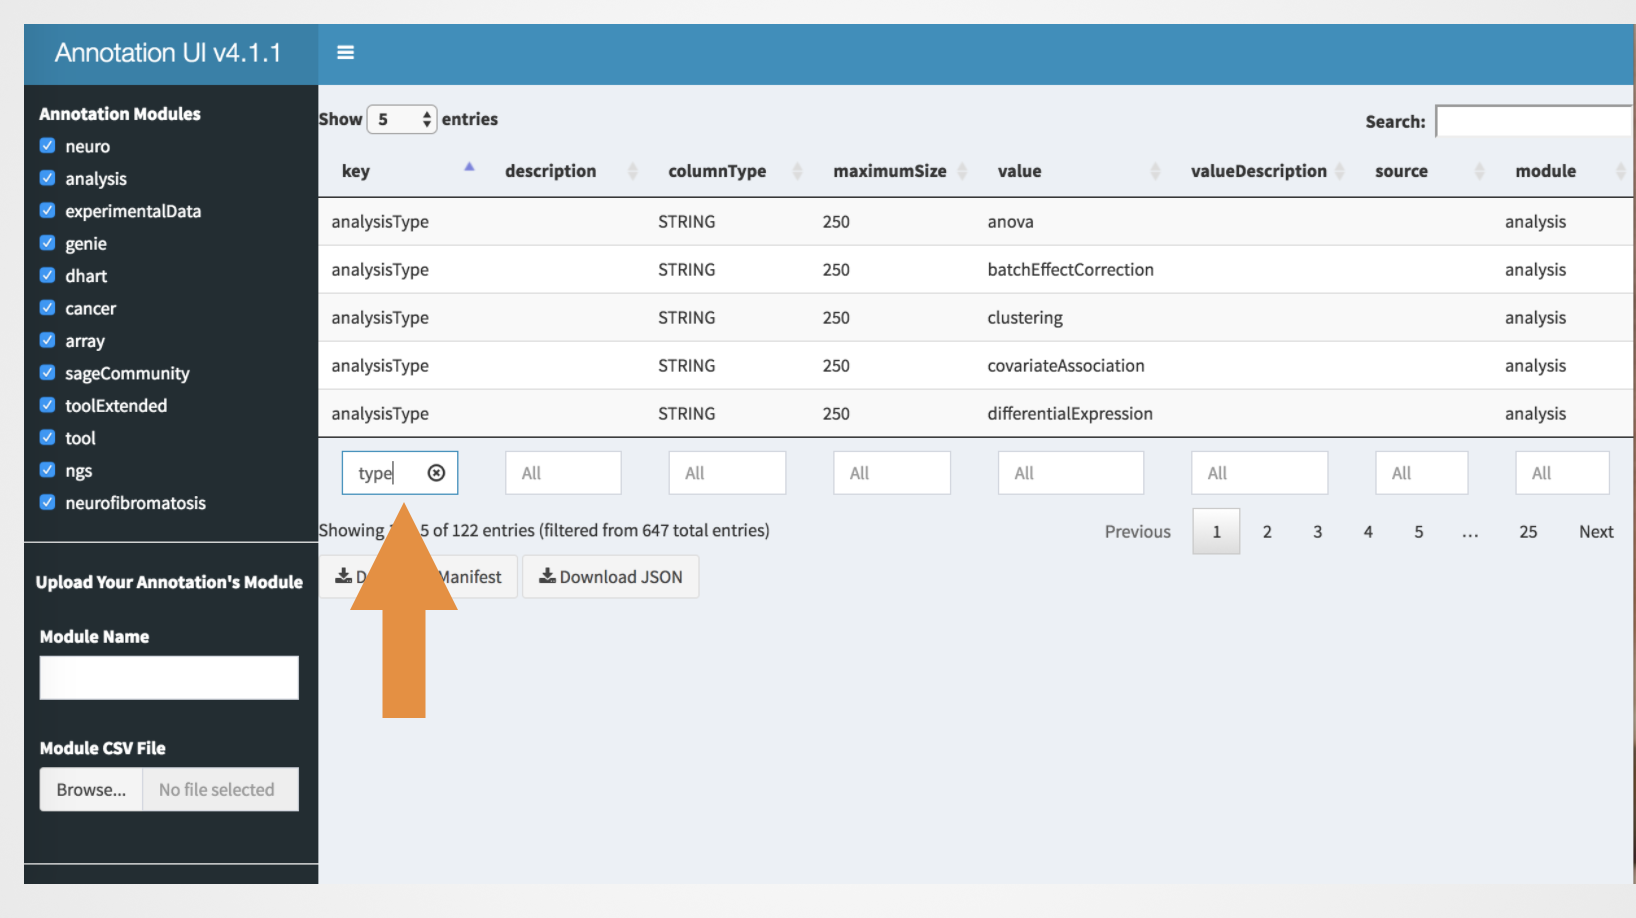 Annotation UI v4.1.1
Annotation Modules
neuro
analysis
experimentalData
genie
dhart
cancer
array
sageCommunity
toolExtended
tool
ngs
neurofibromatosis
Upload Your Annotation's Module
Module Name
Module CSV File
Browse... No file selected
Show 5 entries Search:
key description columnType maximumSize value valueDescription source module
analysisType STRING 250 anova analysis
analysisType STRING 250 batchEffectCorrection analysis
analysisType STRING 250 clustering analysis
analysisType STRING 250 covariateAssociation analysis
analysisType STRING 250 differentialExpression analysis
type All All All All All All All
Showing 5 of 122 entries (filtered from 647 total entries) Previous 1 2 3 4 5 ... 25 Next
Manifest Download JSON